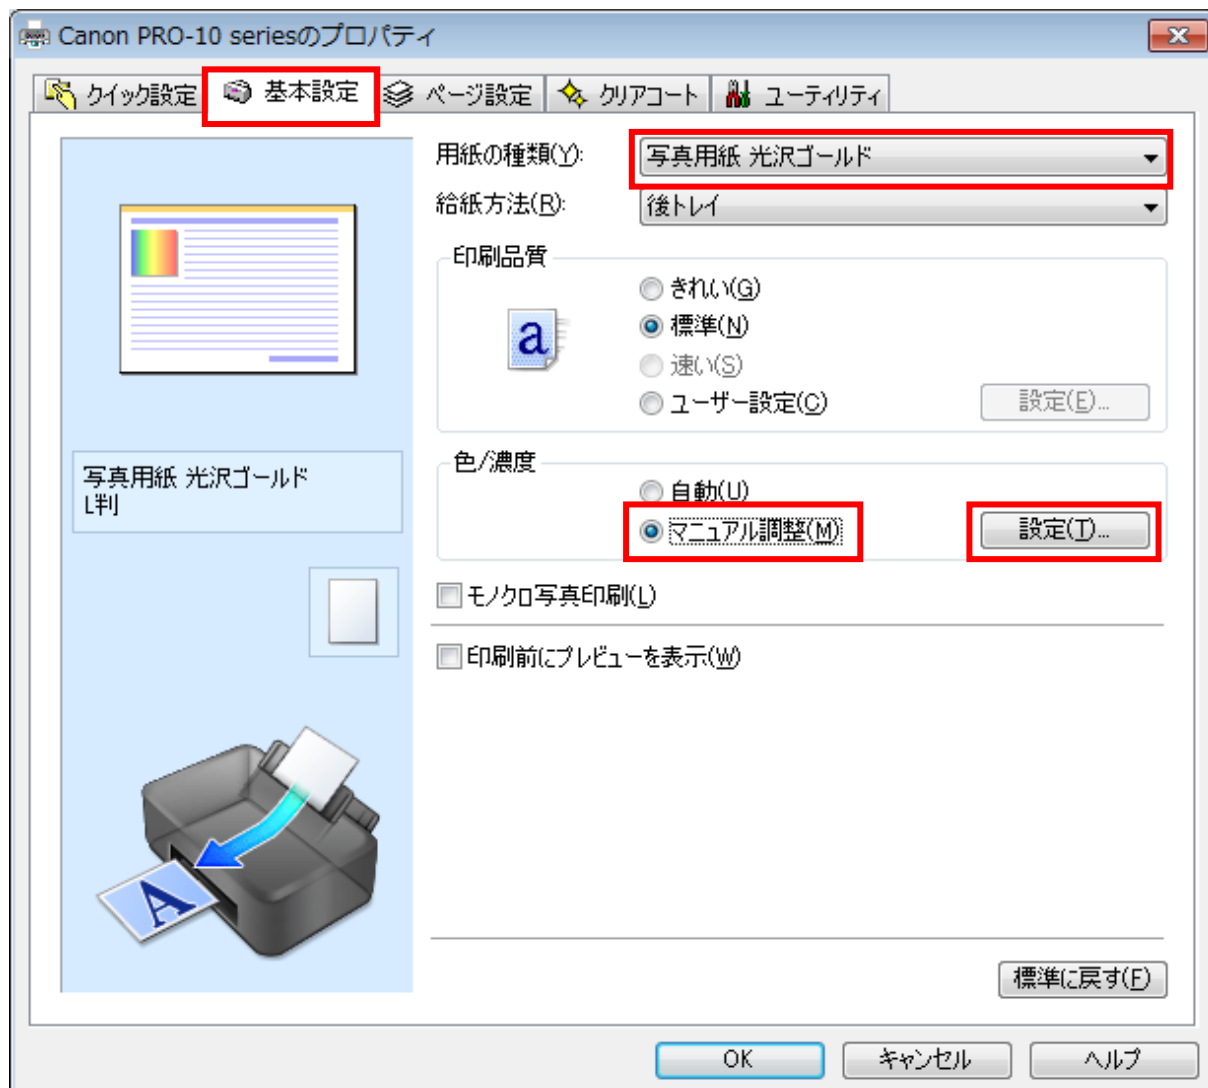 Canon PRO-10 seriesのプロパティ
クイック設定 基本設定 ページ設定 クリアコート ユーティリティ
用紙の種類(Y): 写真用紙 光沢ゴールド
給紙方法(R): 後トレイ
印刷品質
a
きれい(G)
標準(N)
速い(S)
ユーザー設定(C) 設定(E)...
写真用紙 光沢ゴールド
L判
色/濃度
自動(U)
マニュアル調整(M) 設定(T)...
モノクロ写真印刷(L)
印刷前にプレビューを表示(W)
A
標準に戻す(F)
OK キャンセル ヘルプ